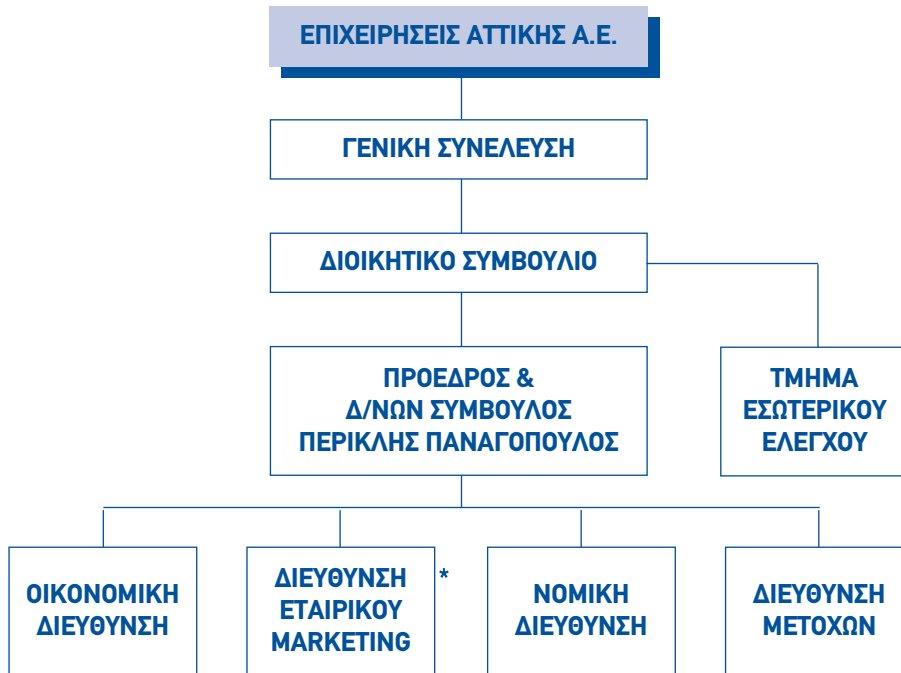 ΕΠΙΧΕΙΡΗΣΕΙΣ ΑΤΤΙΚΗΣ Α.Ε.
ΓΕΝΙΚΗ ΣΥΝΕΛΕΥΣΗ
ΔΙΟΙΚΗΤΙΚΟ ΣΥΜΒΟΥΛΙΟ
ΠΡΟΕΔΡΟΣ &
Δ/ΝΩΝ ΣΥΜΒΟΥΛΟΣ
ΠΕΡΙΚΛΗΣ ΠΑΝΑΓΟΠΟΥΛΟΣ
ΤΜΗΜΑ
ΕΣΩΤΕΡΙΚΟΥ
ΕΛΕΓΧΟΥ
ΟΙΚΟΝΟΜΙΚΗ
ΔΙΕΥΘΥΝΣΗ
ΔΙΕΥΘΥΝΣΗ *
ΕΤΑΙΡΙΚΟΥ
MARKETING
ΝΟΜΙΚΗ
ΔΙΕΥΘΥΝΣΗ
ΔΙΕΥΘΥΝΣΗ
ΜΕΤΟΧΩΝ